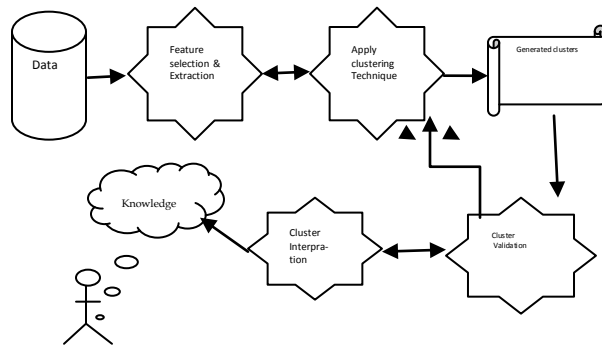 Data
Feature
selection &
Extraction
Apply
clustering
Technique
Generated clusters
Knowledge
Cluster
Interpra-
tion
Cluster
Validation